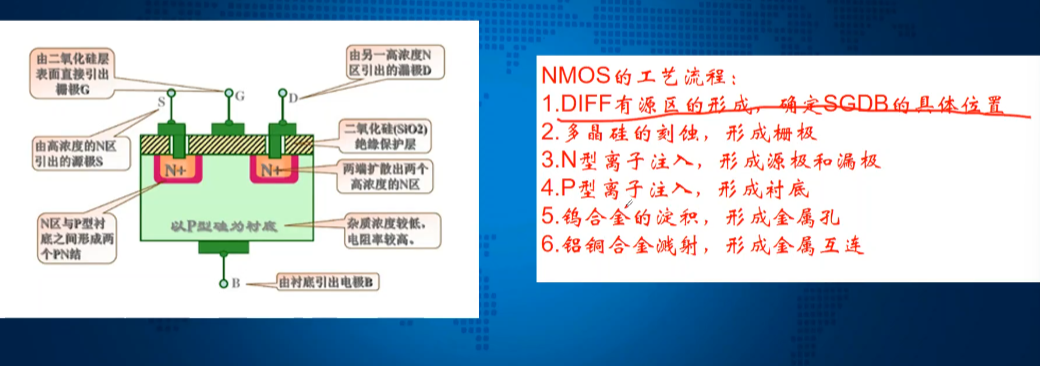 由二氧化硅层
表面直接引出
栅极G
由另一高浓度N
区引出的漏极D
S
G
D
二氧化硅(SIO2)
绝缘保护层
由高浓度的N区
引出的源极S
N+
N+
两端扩散出两个
高浓度的N区
N区与P型衬
底之间形成两
个PN结
以P型硅为衬底
杂质浓度较低、
电阻率较高、
B
由衬底引出电极B
NMOS的工艺流程:
1.DIFF有源区的形成,确定SGDB的具体位置
2.多晶硅的刻蚀,形成栅极
3.N型离子注入,形成源极和漏极
4.P型离子注入,形成衬底
5.钨合金的淀积,形成金属孔
6.铝铜合金溅射,形成金属互连